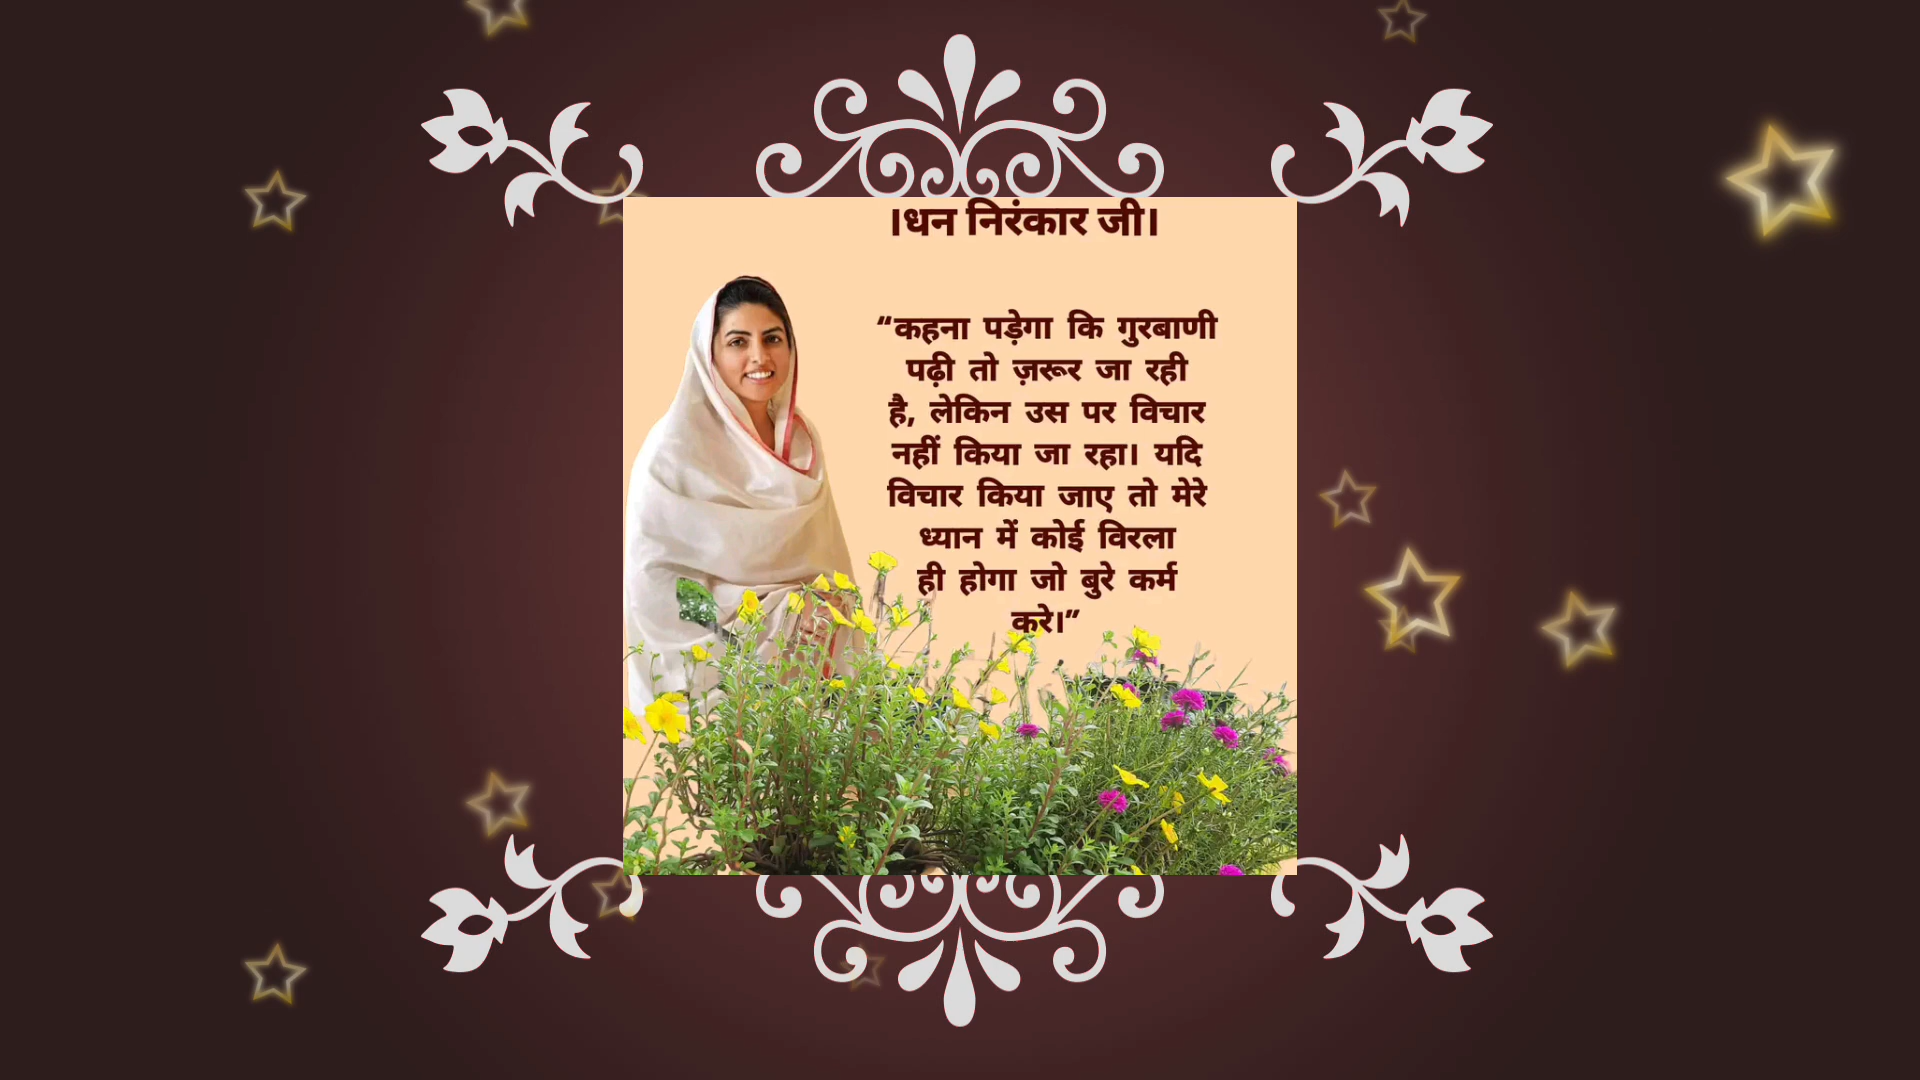 ।धन निरंकार जी।
“कहना पड़ेगा कि गुरबाणी
पढ़ी तो ज़रूर जा रही
है, लेकिन उस पर विचार
नहीं किया जा रहा। यदि
विचार किया जाए तो मेरे
ध्यान में कोई विरला
ही होगा जो बुरे कर्म
करे।”